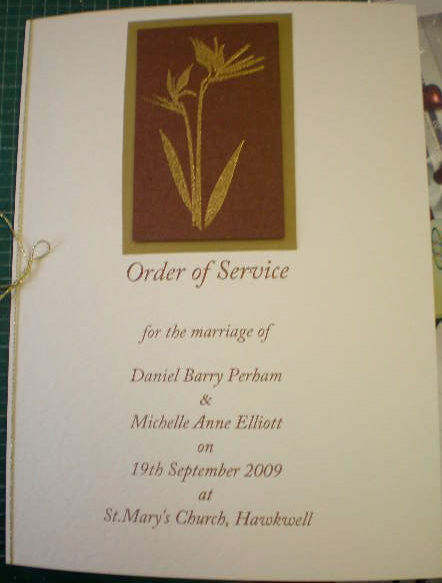 Order of Service
for the marriage of
Daniel Barry Perham
&
Michelle Anne Elliott
on
19th September 2009
at
St.Mary's Church, Hawkwell